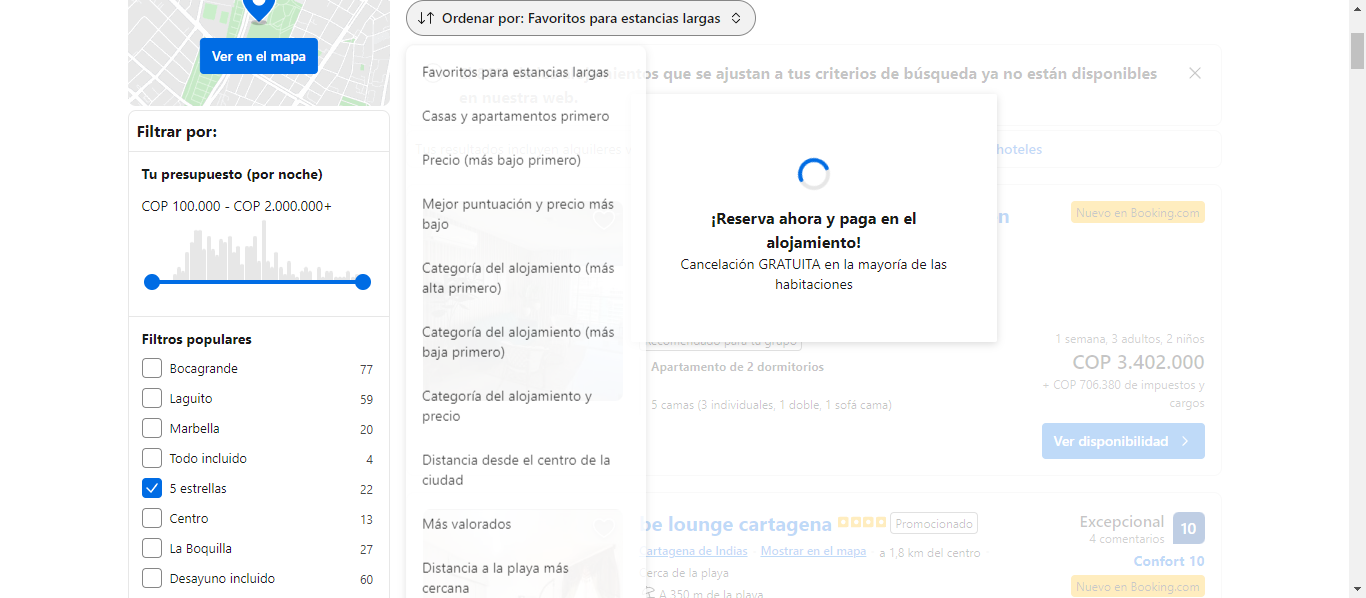 Ver en el mapa
Filtrar por:
Tu presupuesto (por noche)
COP 100.000 - COP 2.000.000+
Filtros populares
Bocagrande 77
Laguito 59
Marbella 20
Todo incluido 4
5 estrellas 22
Centro 13
La Boquilla 27
Desayuno incluido 60
Ordenar por: Favoritos para estancias largas
Favoritos para estancias largas
Casas y apartamentos primero
Precio (más bajo primero)
Mejor puntuación y precio más
bajo
Categoría del alojamiento (más
alta primero)
Categoría del alojamiento (más
baja primero)
Categoría del alojamiento y
precio
Distancia desde el centro de la
ciudad
Más valorados
Distancia a la playa más
cercana
que se ajustan a tus criterios de búsqueda ya no están disponibles
en nuestra web.
hoteles
¡Reserva ahora y paga en el
alojamiento!
Cancelación GRATUITA en la mayoría de las
habitaciones
Nuevo en Booking.com
Apartamento de 2 dormitorios
5 camas (3 individuales, 1 doble, 1 sofá cama)
1 semana, 3 adultos, 2 niños
COP 3.402.000
+ COP 706.380 de impuestos y
cargos
Ver disponibilidad
be lounge cartagena
Promocionado
Cartagena de Indias Mostrar en el mapa a 1,8 km del centro
Cerca de la playa
A 350 m de la playa
Excepcional 10
4 comentarios
Confort 10
Nuevo en Booking.com